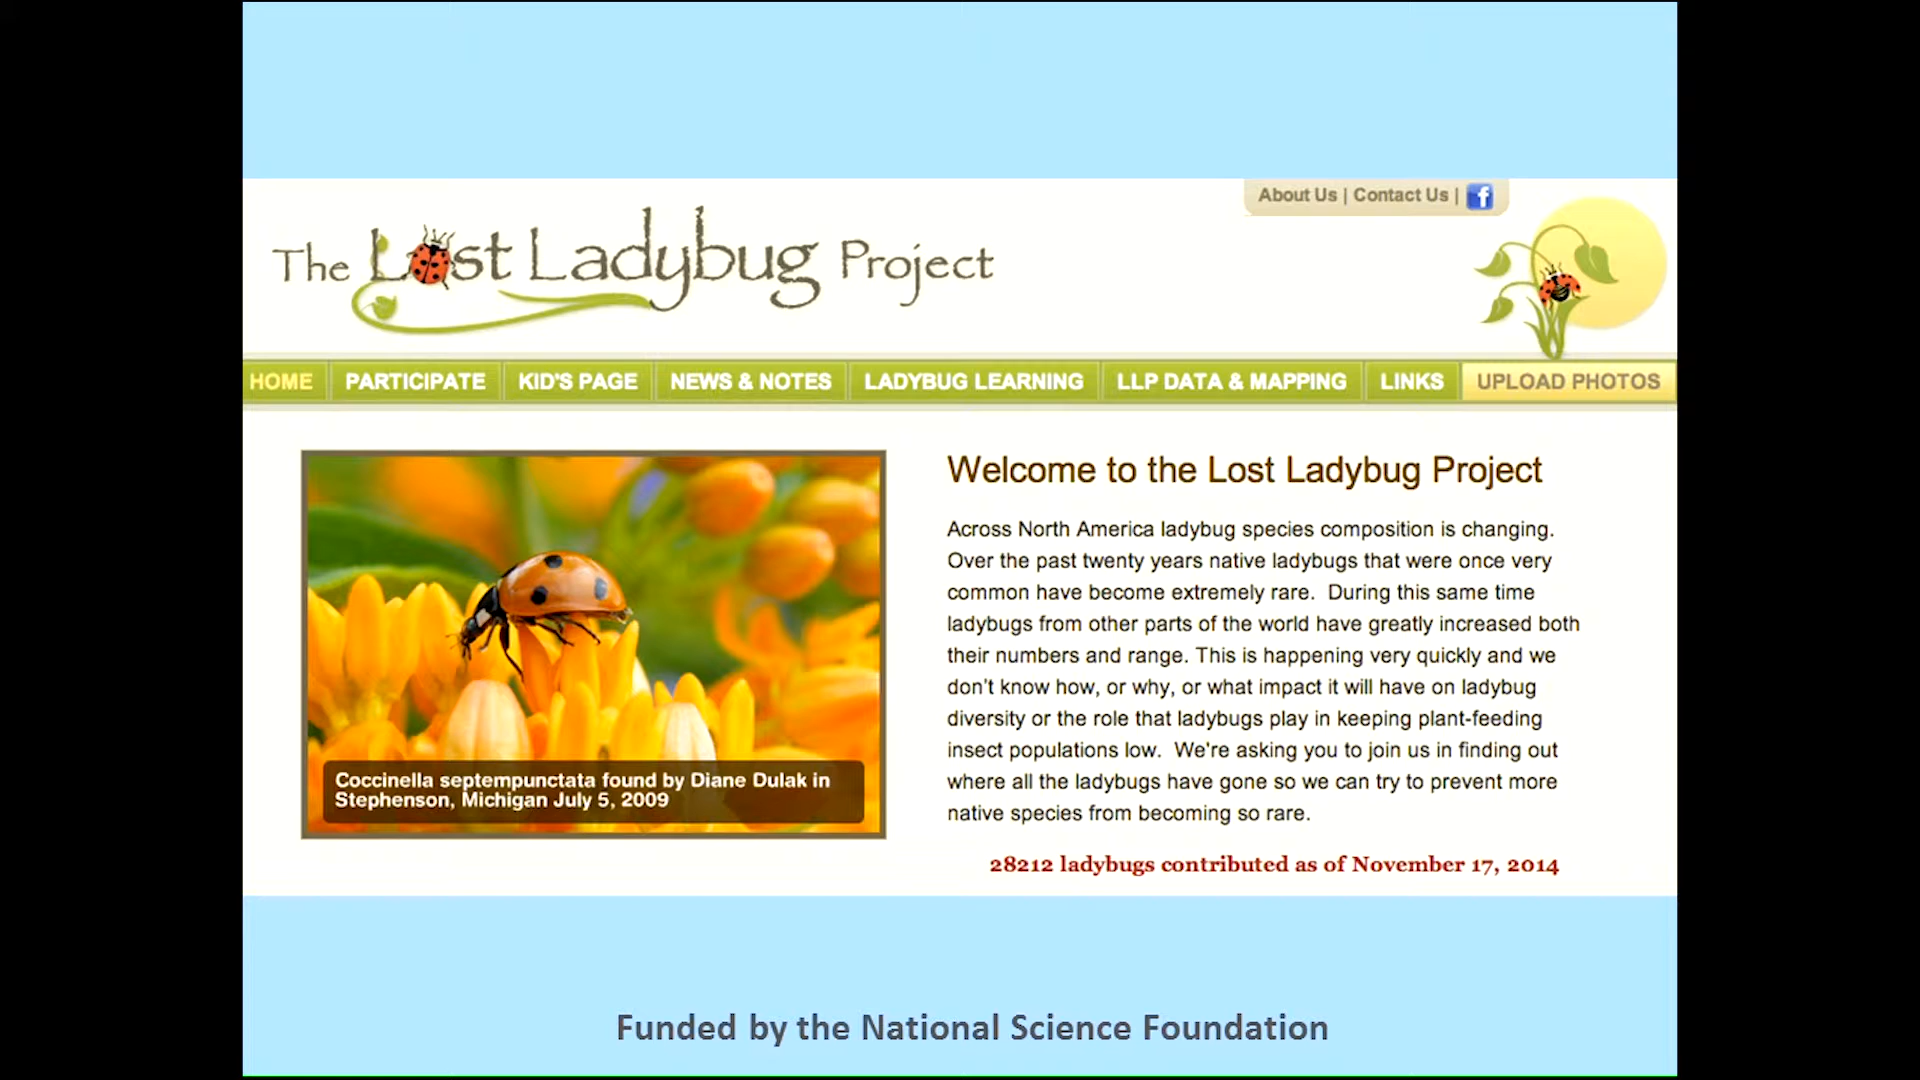 About Us | Contact Us |
The Lost Ladybug Project
HOME
PARTICIPATE
KID'S PAGE
NEWS & NOTES
LADYBUG LEARNING
LLP DATA & MAPPING
LINKS
UPLOAD PHOTOS
Coccinella septempunctata found by Diane Dulak in
Stephenson, Michigan July 5, 2009
Welcome to the Lost Ladybug Project
Across North America ladybug species composition is changing.
Over the past twenty years native ladybugs that were once very
common have become extremely rare. During this same time
ladybugs from other parts of the world have greatly increased both
their numbers and range. This is happening very quickly and we
don't know how, or why, or what impact it will have on ladybug
diversity or the role that ladybugs play in keeping plant-feeding
insect populations low. We're asking you to join us in finding out
where all the ladybugs have gone so we can try to prevent more
native species from becoming so rare.
28212 ladybugs contributed as of November 17, 2014
Funded by the National Science Foundation